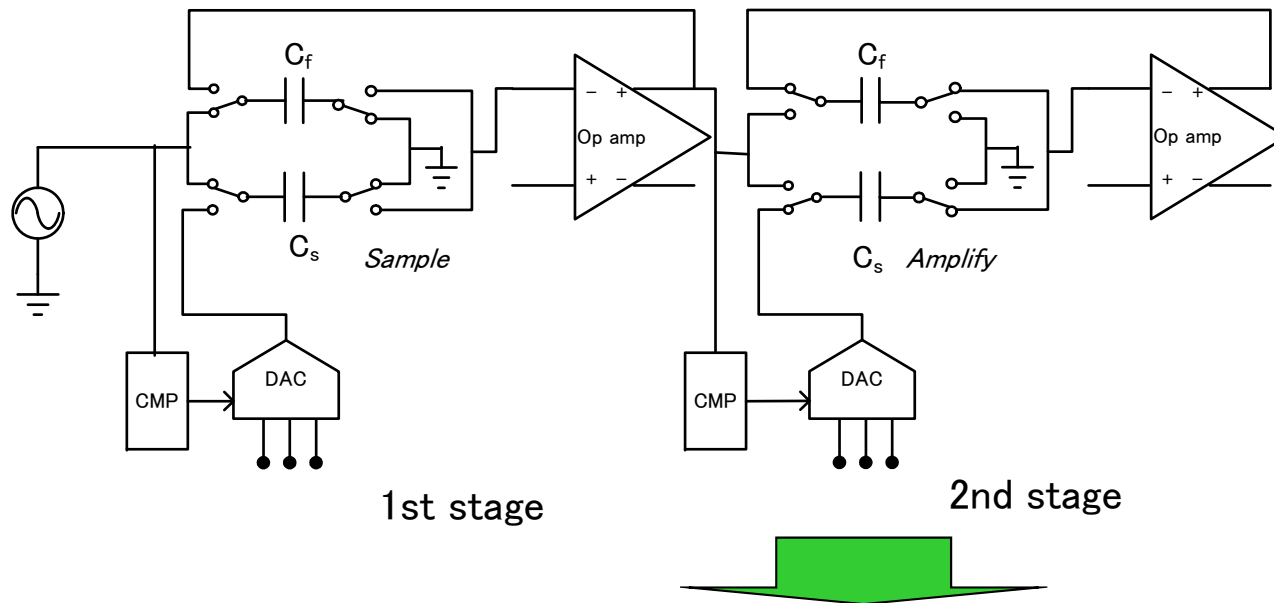 Cf
Cf
− +
Op amp
+ −
− +
Op amp
+ −
Cs
Sample
Cs
Amplify
CMP
DAC
CMP
DAC
1st stage
2nd stage